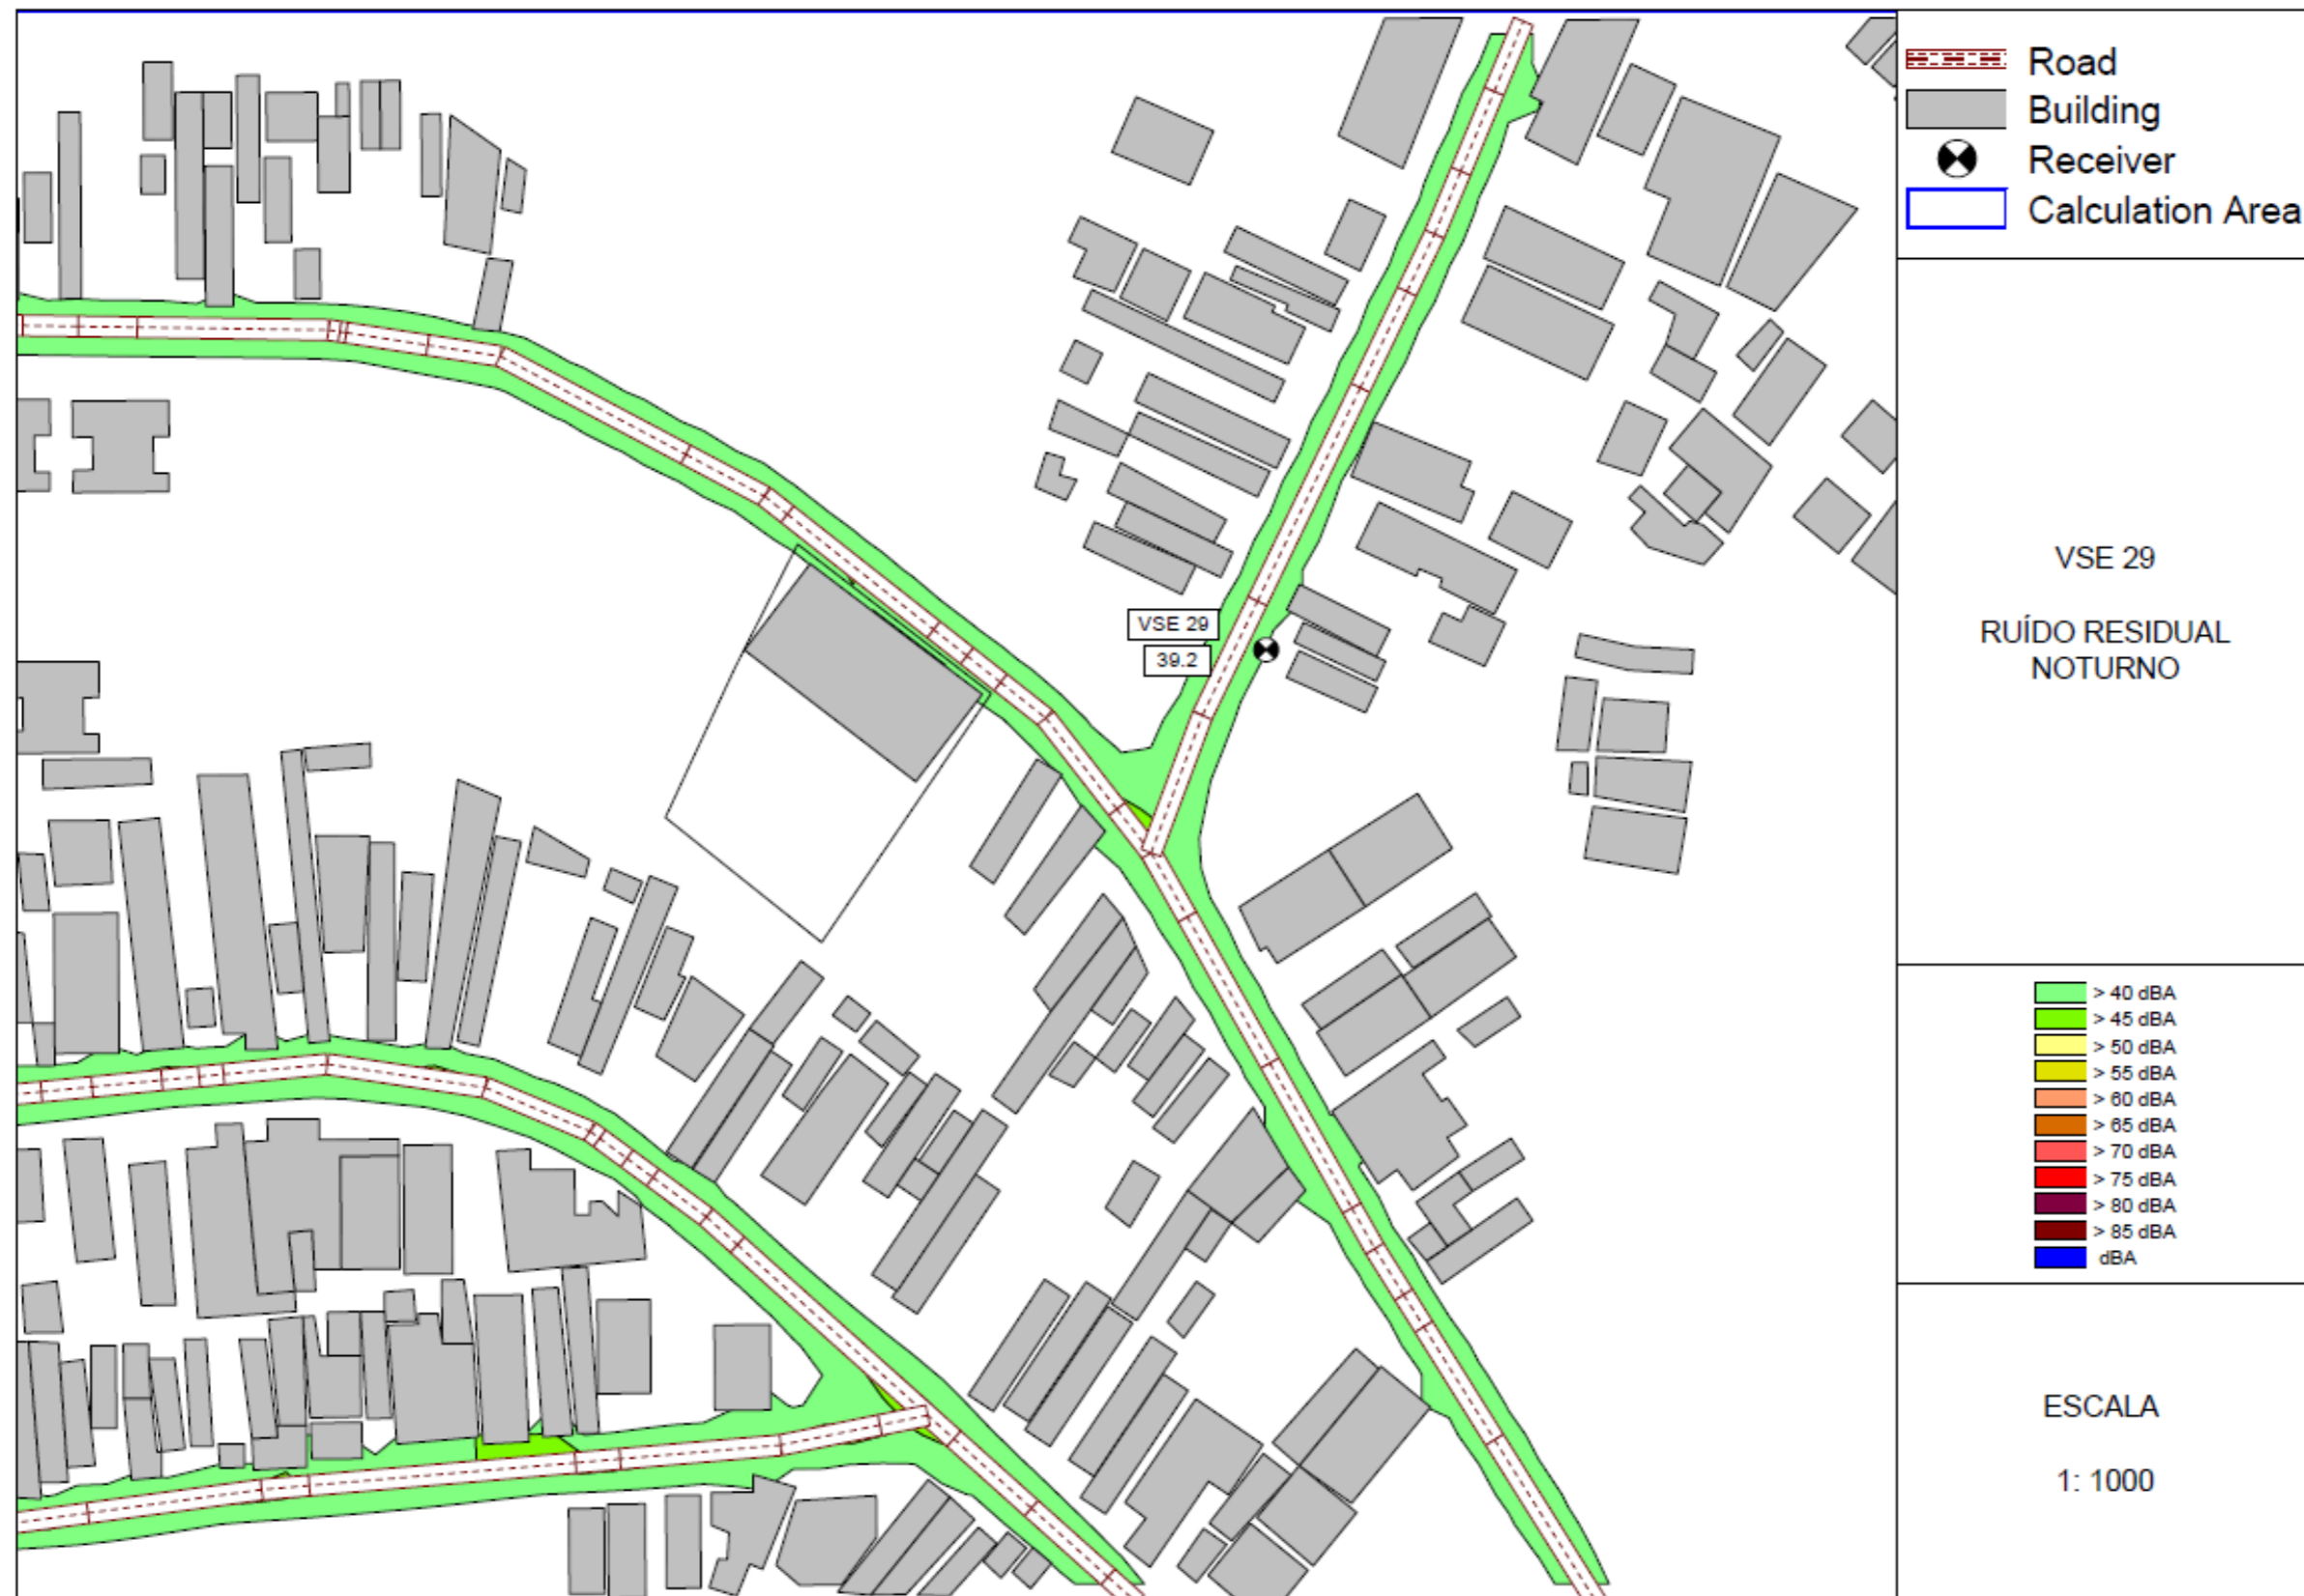 Road
Building
Receiver
Calculation Area
VSE 29
39.2
VSE 29
RUÍDO RESIDUAL
NOTURNO
> 40 dBA
> 45 dBA
> 50 dBA
> 55 dBA
> 60 dBA
> 65 dBA
> 70 dBA
> 75 dBA
> 80 dBA
> 85 dBA
dBA
ESCALA
1: 1000